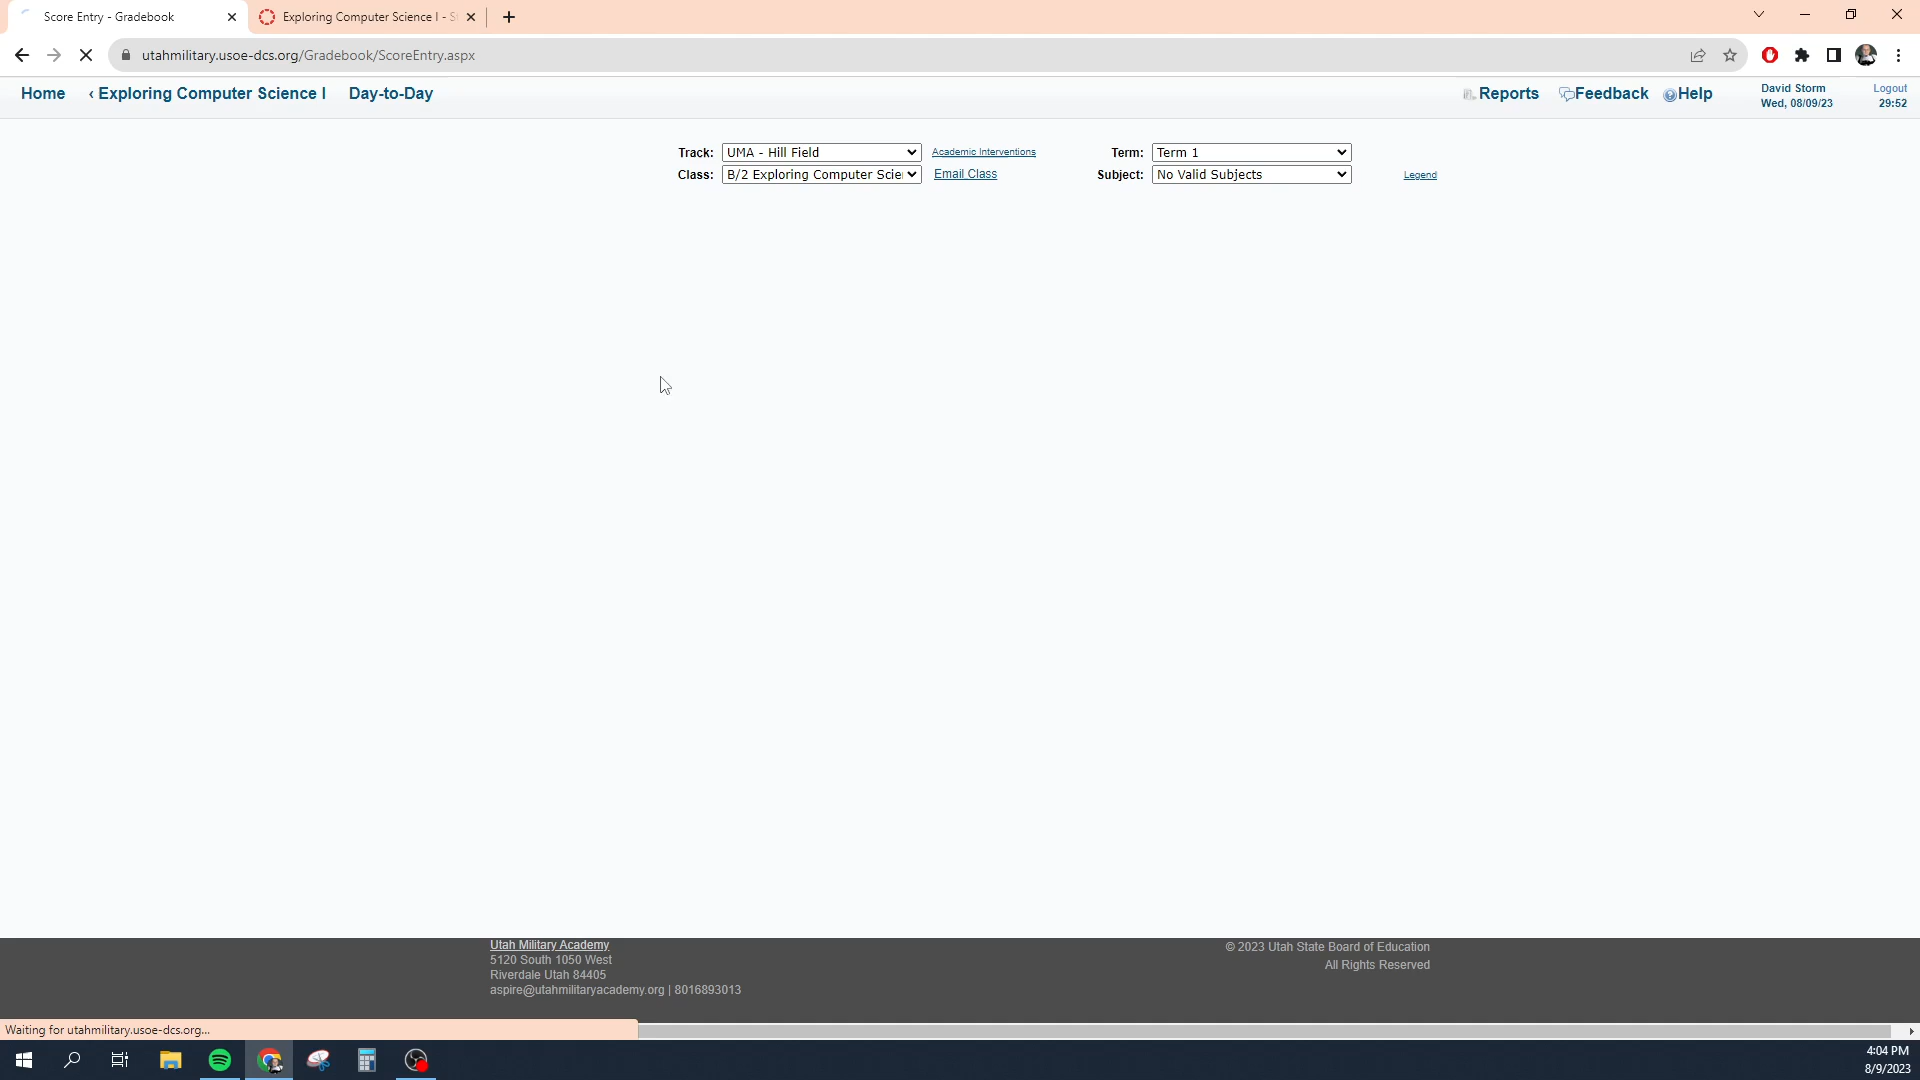 Score Entry - Gradebook
Exploring Computer Science I - S
utahmilitary.usoe-dcs.org/Gradebook/ScoreEntry.aspx
Home ‹ Exploring Computer Science I Day-to-Day
Reports Feedback Help
David Storm
Wed, 08/09/23
Logout
29:52
Track: UMA - Hill Field Academic Interventions Term: Term 1
Class: B/2 Exploring Computer Scie Email Class Subject: No Valid Subjects Legend
Utah Military Academy
5120 South 1050 West
Riverdale Utah 84405
aspire@utahmilitaryacademy.org | 8016893013
© 2023 Utah State Board of Education
All Rights Reserved
Waiting for utahmilitary.usoe-dcs.org...
4:04 PM
8/9/2023